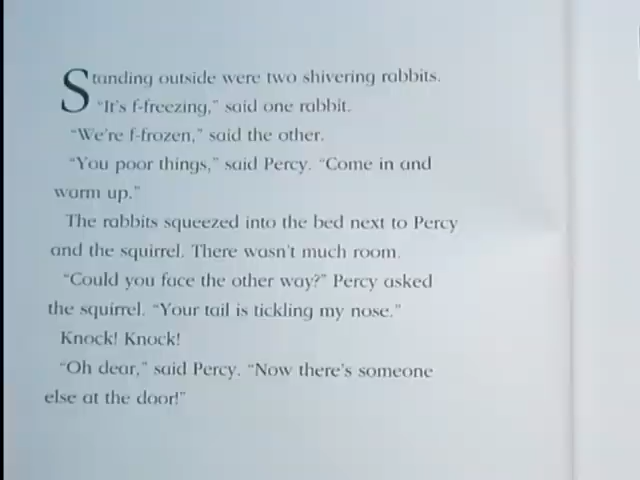 Standing outside were two shivering rabbits.
"It's f-freezing," said one rabbit.
"We're f-frozen," said the other.
"You poor things," said Percy. "Come in and
warm up."
The rabbits squeezed into the bed next to Percy
and the squirrel. There wasn't much room.
"Could you face the other way?" Percy asked
the squirrel. "Your tail is tickling my nose."
Knock! Knock!
"Oh dear," said Percy. "Now there's someone
else at the door!"